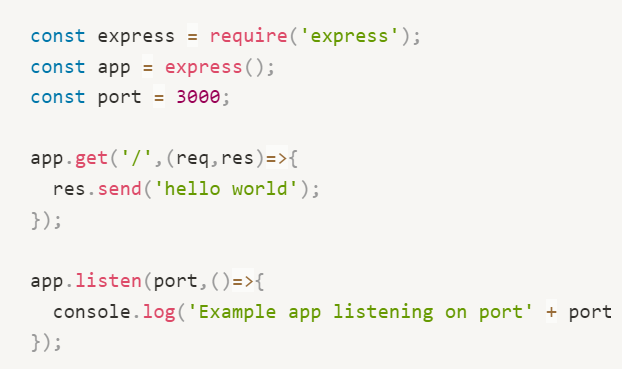 const express = require('express');
const app = express();
const port = 3000;
app.get('/',(req,res)=>{
  res.send('hello world');
});
app.listen(port,()=>{
  console.log('Example app listening on port' + port
});